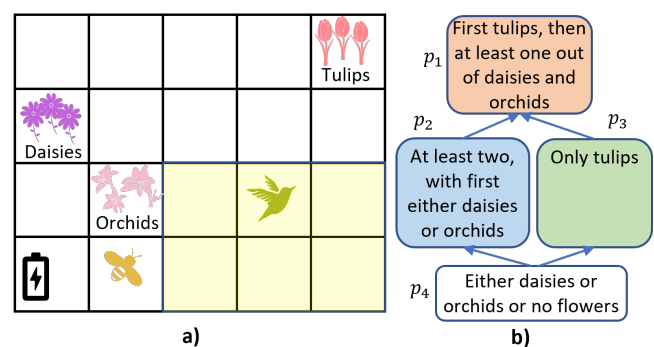 Tulips
Daisies
Orchids
a)
p₁
First tulips, then
at least one out
of daisies and
orchids
p₂
At least two,
with first
either daisies
or orchids
p₃
Only tulips
p₄
Either daisies or
orchids or no flowers
b)